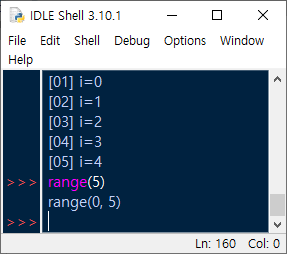 IDLE Shell 3.10.1
File Edit Shell Debug Options Window
Help
[01] i=0
[02] i=1
[03] i=2
[04] i=3
[05] i=4
>>> range(5)
range(0, 5)
>>>
Ln: 160 Col: 0